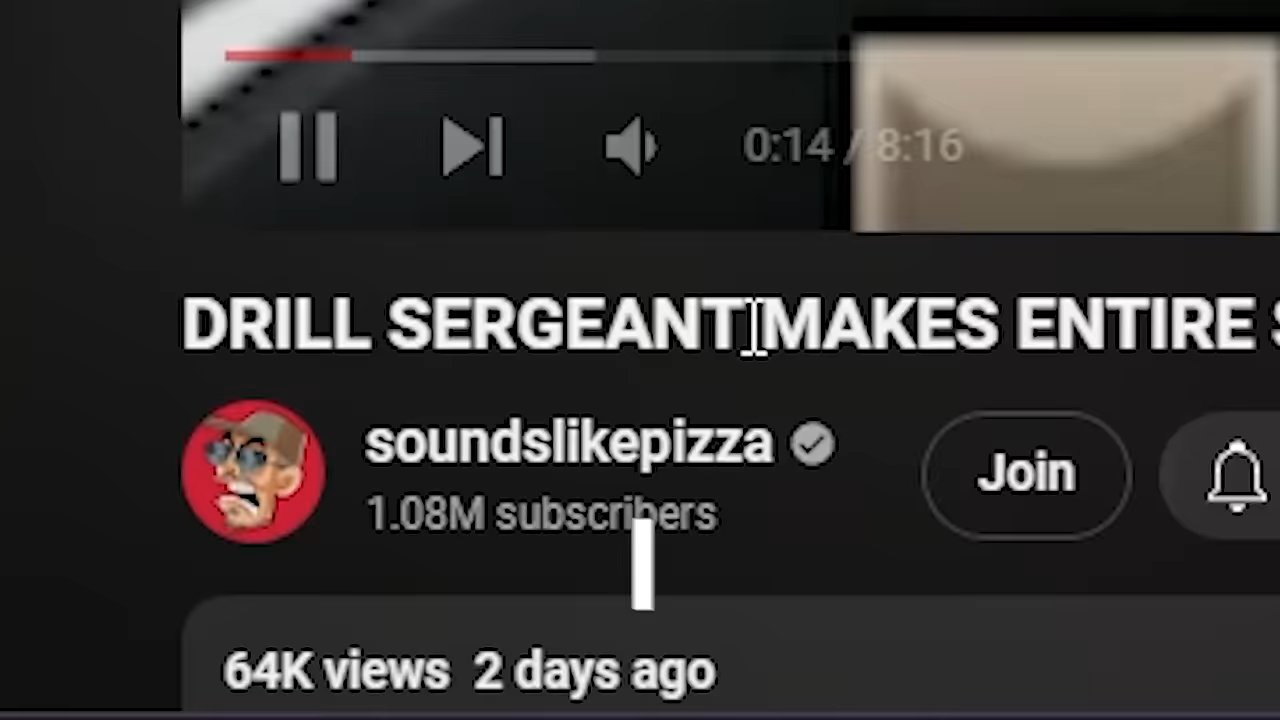 0:14 / 8:16
DRILL SERGEANT MAKES ENTIRE
soundslikepizza
1.08M subscribers
Join
I
64K views 2 days ago